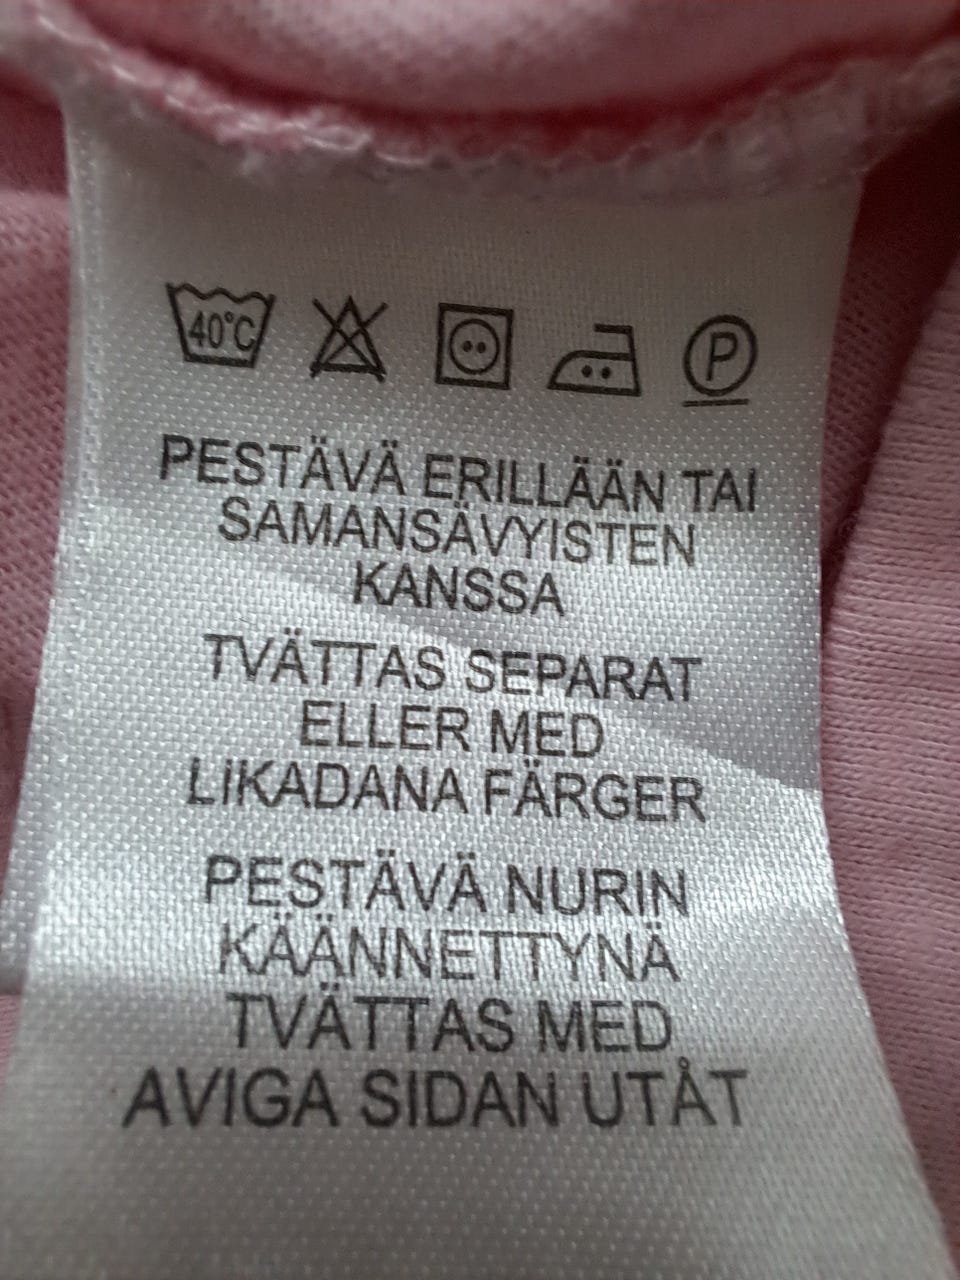 40°C
P
PESTÄVÄ ERILLÄÄN TAI
SAMANSÄVYISTEN
KANSSA
TVÄTTAS SEPARAT
ELLER MED
LIKADANA FÄRGER
PESTÄVÄ NURIN
KÄÄNNETTYNÄ
TVÄTTAS MED
AVIGA SIDAN UTÅT